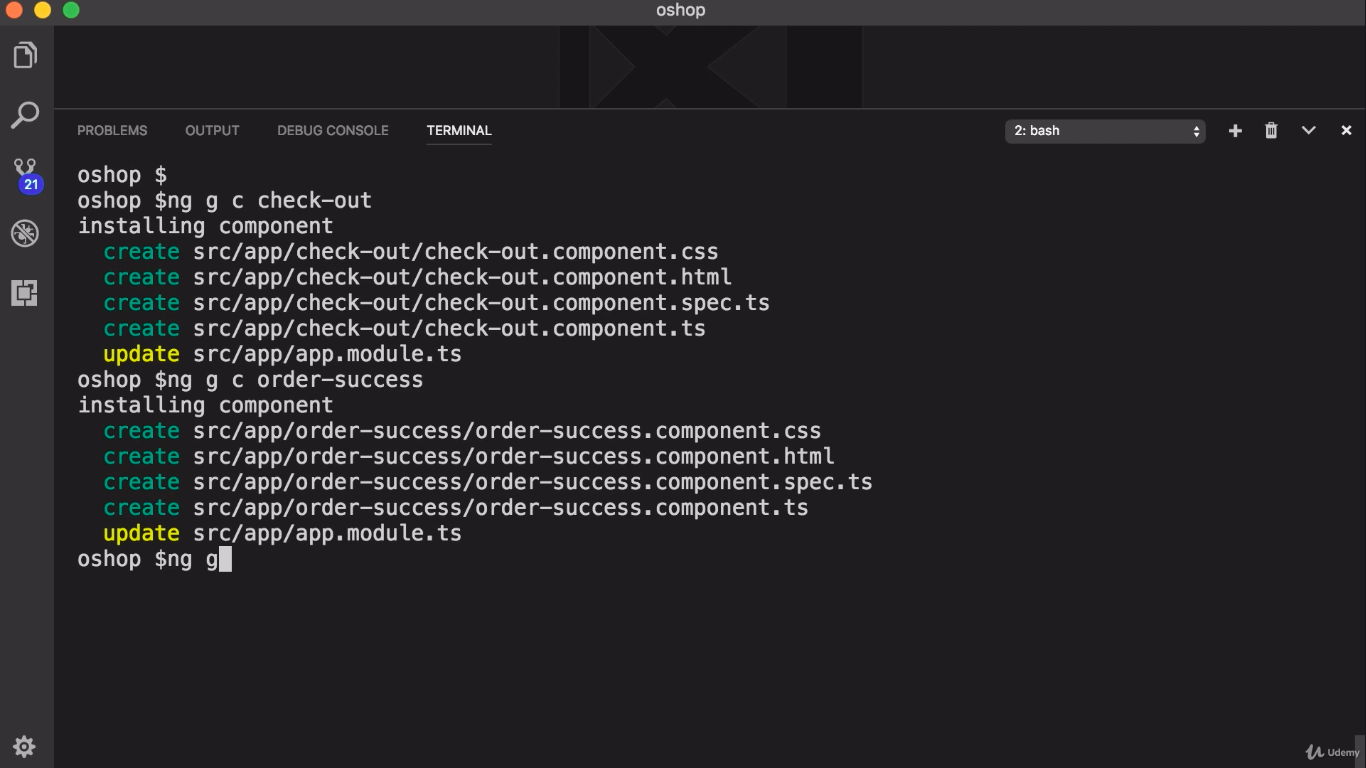 oshop
PROBLEMS OUTPUT DEBUG CONSOLE TERMINAL 2: bash
21
oshop $
oshop $ng g c check-out
installing component
create src/app/check-out/check-out.component.css
create src/app/check-out/check-out.component.html
create src/app/check-out/check-out.component.spec.ts
create src/app/check-out/check-out.component.ts
update src/app/app.module.ts
oshop $ng g c order-success
installing component
create src/app/order-success/order-success.component.css
create src/app/order-success/order-success.component.html
create src/app/order-success/order-success.component.spec.ts
create src/app/order-success/order-success.component.ts
update src/app/app.module.ts
oshop $ng g
Udemy